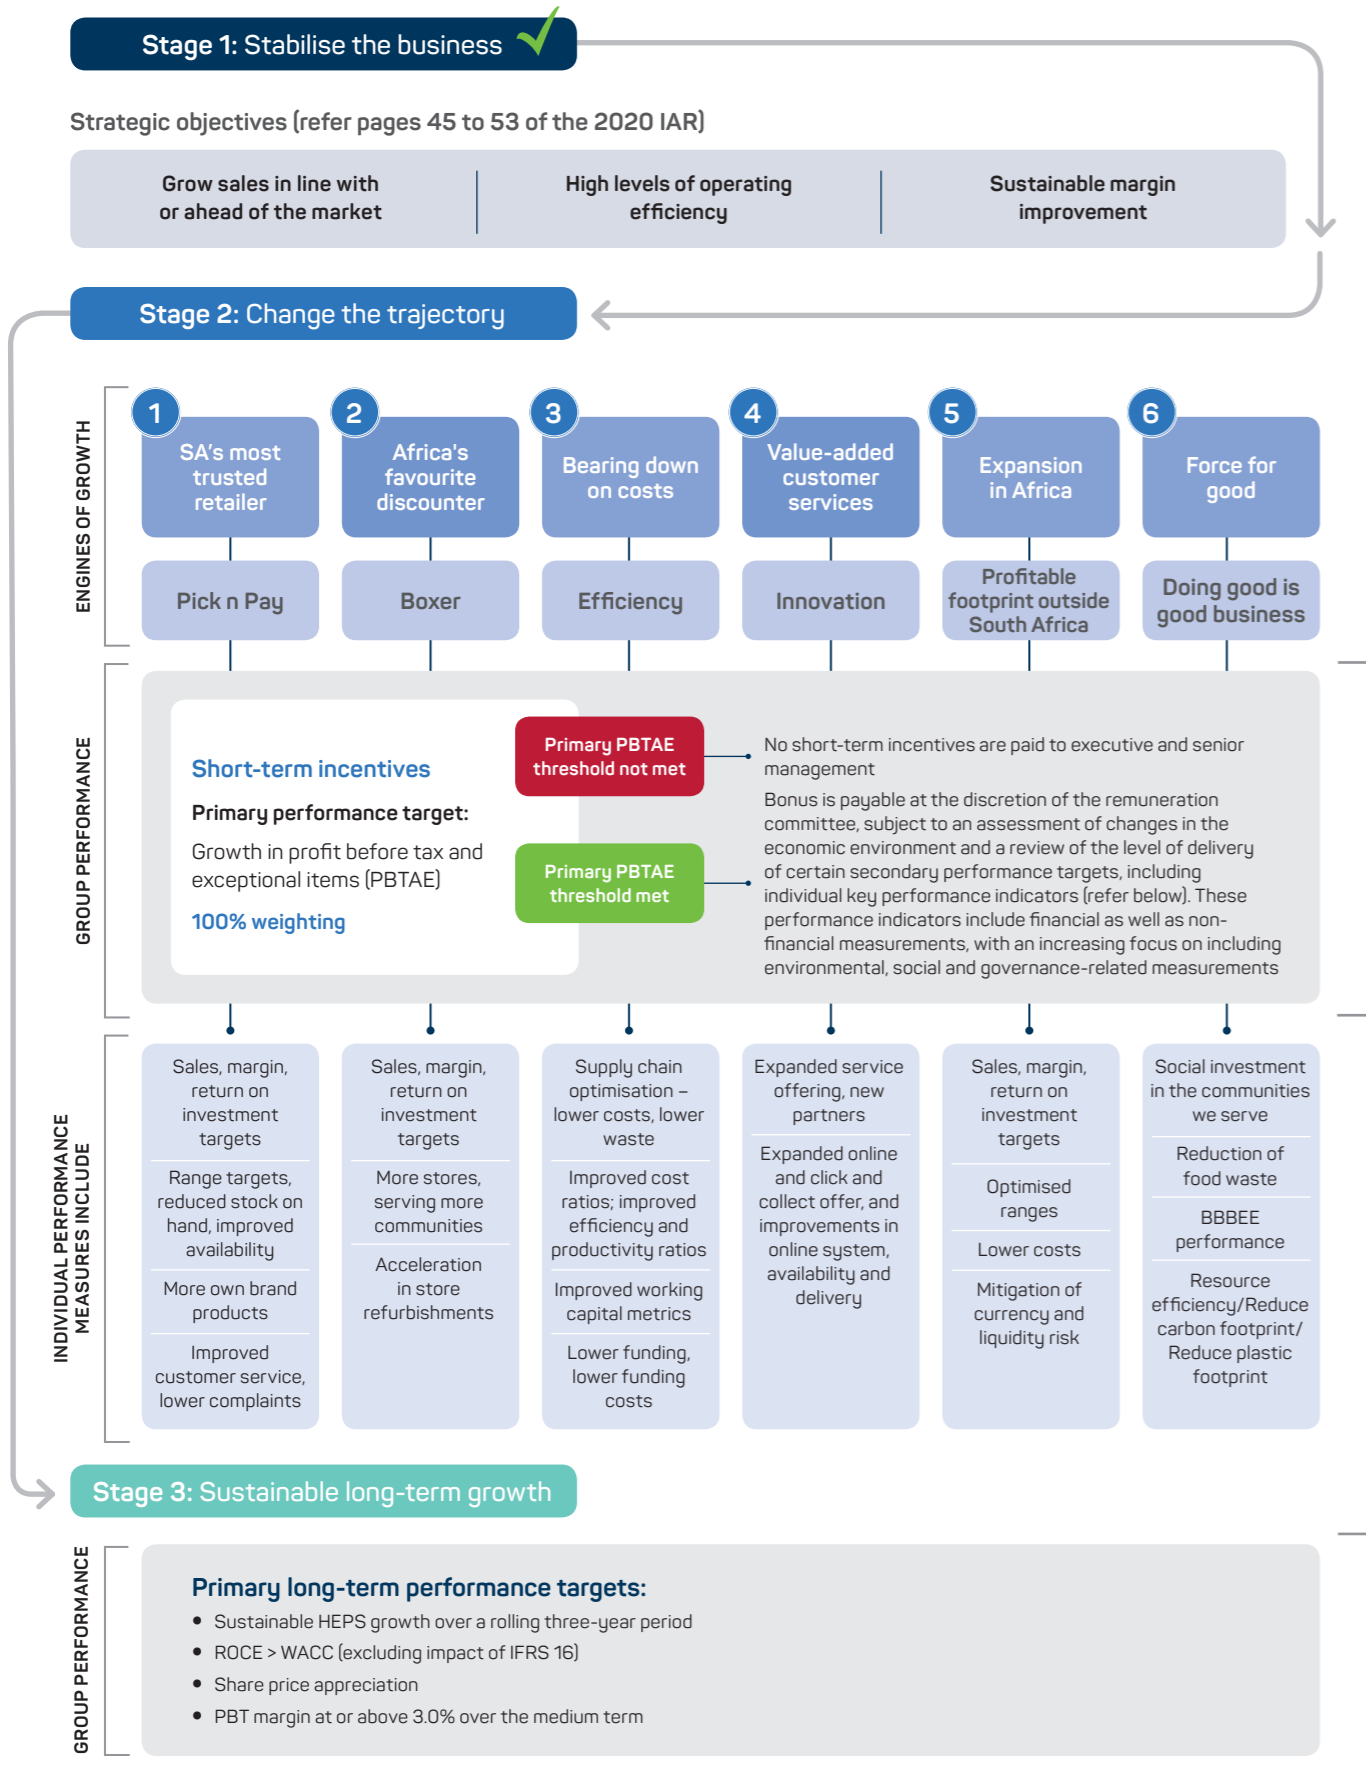 Stage 1: Stabilise the business
Strategic objectives (refer pages 45 to 53 of the 2020 IAR)
Grow sales in line with
or ahead of the market
High levels of operating
efficiency
Sustainable margin
improvement
Stage 2: Change the trajectory
ENGINES OF GROWTH
1
SA's most
trusted
retailer
Pick n Pay
2
Africa's
favourite
discounter
Boxer
3
Bearing down
on costs
Efficiency
4
Value-added
customer
services
Innovation
5
Expansion
in Africa
Profitable
footprint outside
South Africa
6
Force for
good
Doing good is
good business
GROUP PERFORMANCE
Short-term incentives
Primary performance target:
Growth in profit before tax and
exceptional items (PBTAE)
100% weighting
Primary PBTAE
threshold not met
No short-term incentives are paid to executive and senior
management
Primary PBTAE
threshold met
Bonus is payable at the discretion of the remuneration
committee, subject to an assessment of changes in the
economic environment and a review of the level of delivery
of certain secondary performance targets, including
individual key performance indicators (refer below). These
performance indicators include financial as well as non-
financial measurements, with an increasing focus on including
environmental, social and governance-related measurements
INDIVIDUAL PERFORMANCE
MEASURES INCLUDE
Sales, margin,
return on
investment
targets
Range targets,
reduced stock on
hand, improved
availability
More own brand
products
Improved
customer service,
lower complaints
Sales, margin,
return on
investment
targets
More stores,
serving more
communities
Acceleration
in store
refurbishments
Supply chain
optimisation –
lower costs, lower
waste
Improved cost
ratios; improved
efficiency and
productivity ratios
Improved working
capital metrics
Lower funding,
lower funding
costs
Expanded service
offering, new
partners
Expanded online
and click and
collect offer, and
improvements in
online system,
availability and
delivery
Sales, margin,
return on
investment
targets
Optimised
ranges
Lower costs
Mitigation of
currency and
liquidity risk
Social investment
in the communities
we serve
Reduction of
food waste
BBBEE
performance
Resource
efficiency/Reduce
carbon footprint/
Reduce plastic
footprint
Stage 3: Sustainable long-term growth
GROUP PERFORMANCE
Primary long-term performance targets:
• Sustainable HEPS growth over a rolling three-year period
• ROCE > WACC (excluding impact of IFRS 16)
• Share price appreciation
• PBT margin at or above 3.0% over the medium term